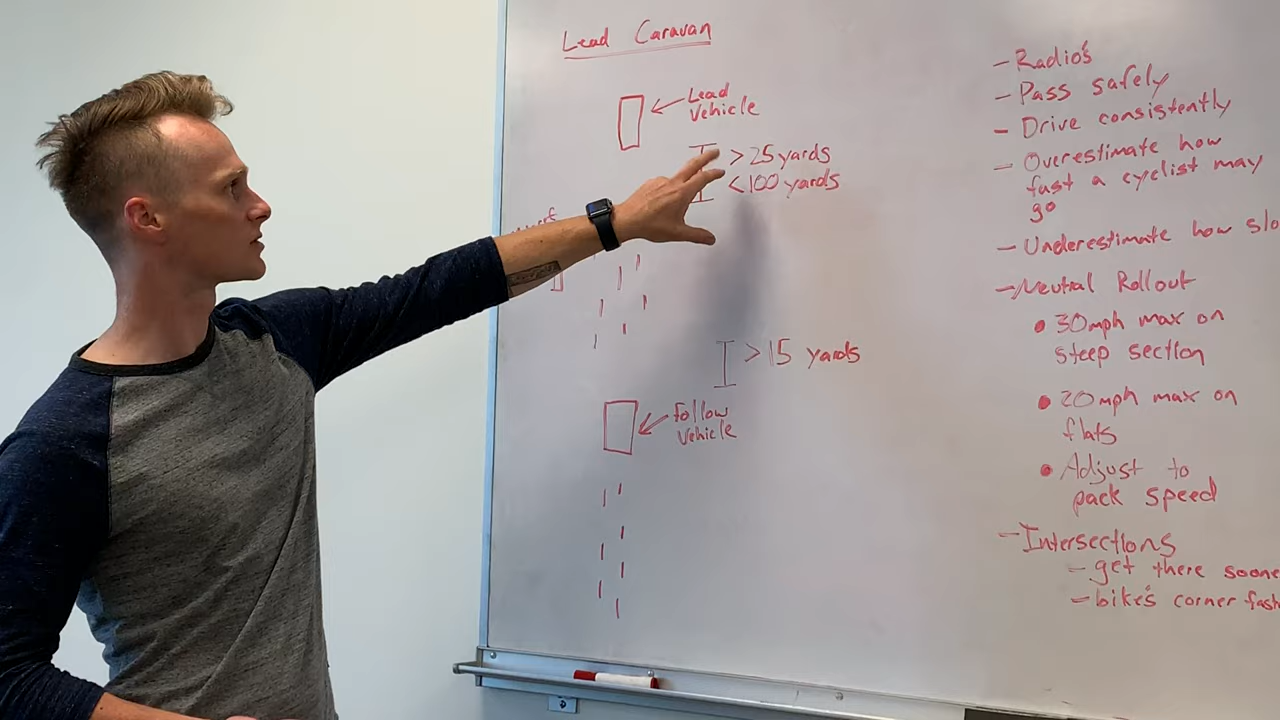 Lead Caravan
Lead
Vehicle
> 25 yards
< 100 yards
> 15 yards
Follow
Vehicle
- Radio's
- Pass safely
- Drive consistently
- Overestimate how
fast a cyclist may
go
- Underestimate how slo
- Neutral Rollout
• 30mph max on
steep section
• 20mph max on
flats
• Adjust to
pack speed
- Intersections
- get there soone
- bike's corner fast